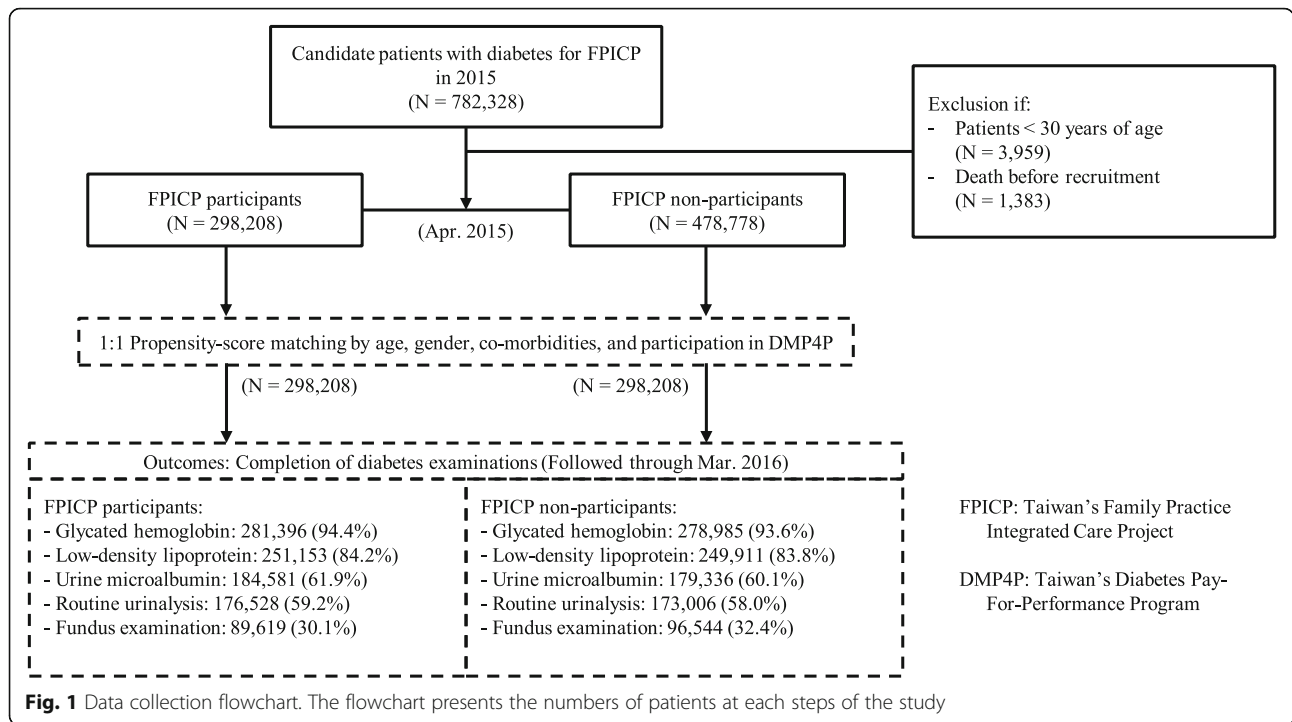 Candidate patients with diabetes for FPICP
in 2015
(N = 782,328)
Exclusion if:
- Patients < 30 years of age
(N = 3,959)
- Death before recruitment
(N = 1,383)
FPICP participants
(N = 298,208)
(Apr. 2015)
FPICP non-participants
(N = 478,778)
1:1 Propensity-score matching by age, gender, co-morbidities, and participation in DMP4P
(N = 298,208)
(N = 298,208)
Outcomes: Completion of diabetes examinations (Followed through Mar. 2016)
FPICP participants:
- Glycated hemoglobin: 281,396 (94.4%)
- Low-density lipoprotein: 251,153 (84.2%)
- Urine microalbumin: 184,581 (61.9%)
- Routine urinalysis: 176,528 (59.2%)
- Fundus examination: 89,619 (30.1%)
FPICP non-participants:
- Glycated hemoglobin: 278,985 (93.6%)
- Low-density lipoprotein: 249,911 (83.8%)
- Urine microalbumin: 179,336 (60.1%)
- Routine urinalysis: 173,006 (58.0%)
- Fundus examination: 96,544 (32.4%)
FPICP: Taiwan's Family Practice
Integrated Care Project
DMP4P: Taiwan's Diabetes Pay-
For-Performance Program
Fig. 1 Data collection flowchart. The flowchart presents the numbers of patients at each steps of the study